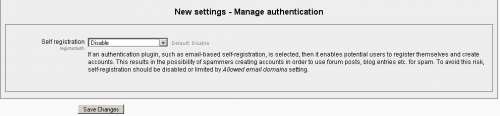 New settings - Manage authentication
Self registration
registerauth
Disable
Default: Disable
If an authentication plugin, such as email-based self-registration, is selected, then it enables potential users to register themselves and create
accounts. This results in the possibility of spammers creating accounts in order to use forum posts, blog entries etc. for spam. To avoid this risk,
self-registration should be disabled or limited by Allowed email domains setting.
Save Changes